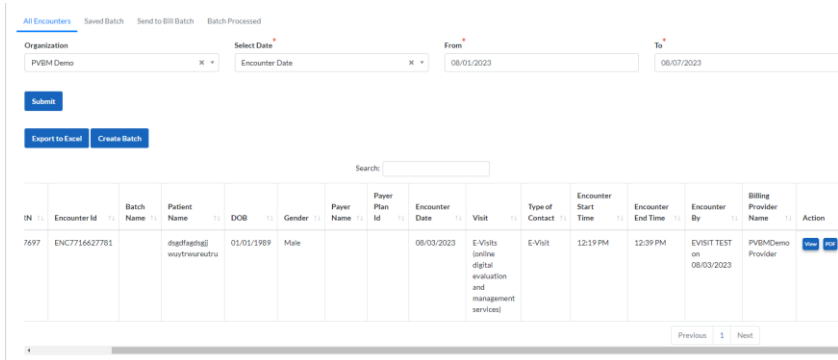 All Encounters Saved Batch Send to Bill Batch Batch Processed
Organization Select Date* From* To*
PVBM Demo × Encounter Date × 08/01/2023 08/07/2023
Submit
Export to Excel Create Batch
Search:
RN Encounter Id Batch Name Patient Name DOB Gender Payer Name Payer Plan Id Encounter Date Visit Type of Contact Encounter Start Time Encounter End Time Encounter By Billing Provider Name Action
7697 ENC7716627781 dsgdfagdsgjj 01/01/1989 Male 08/03/2023 E-Visits E-Visit 12:19 PM 12:39 PM EVISIT TEST PVBMDemo View PDF
wuytrwureutru (online on Provider
digital 08/03/2023
evaluation
and
management
services)
Previous 1 Next